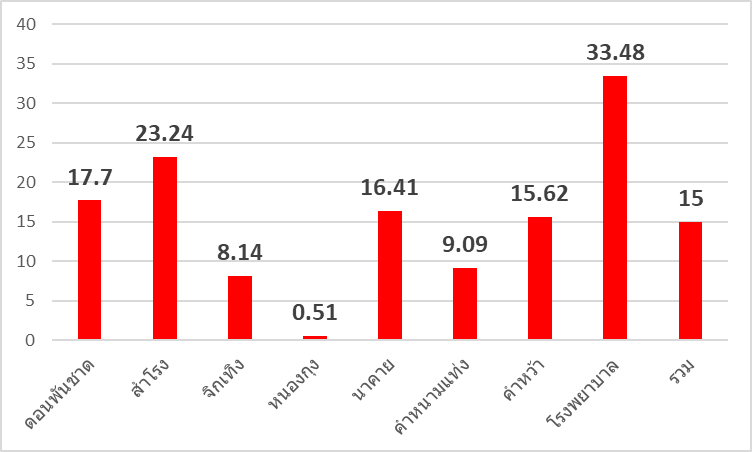 40
35
30
25
20
15
10
5
0
17.7
23.24
8.14
0.51
16.41
9.09
15.62
33.48
15
ดอนพันชาด
สำโรง
จิกเทิง
หนองกุง
นาคาย
คำหนามแท่ง
คำหว้า
โรงพยาบาล
รวม